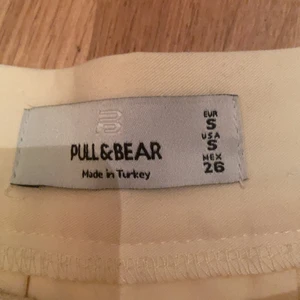 PULL&BEAR
Made in Turkey
EUR
S
USA
S
MEX
26